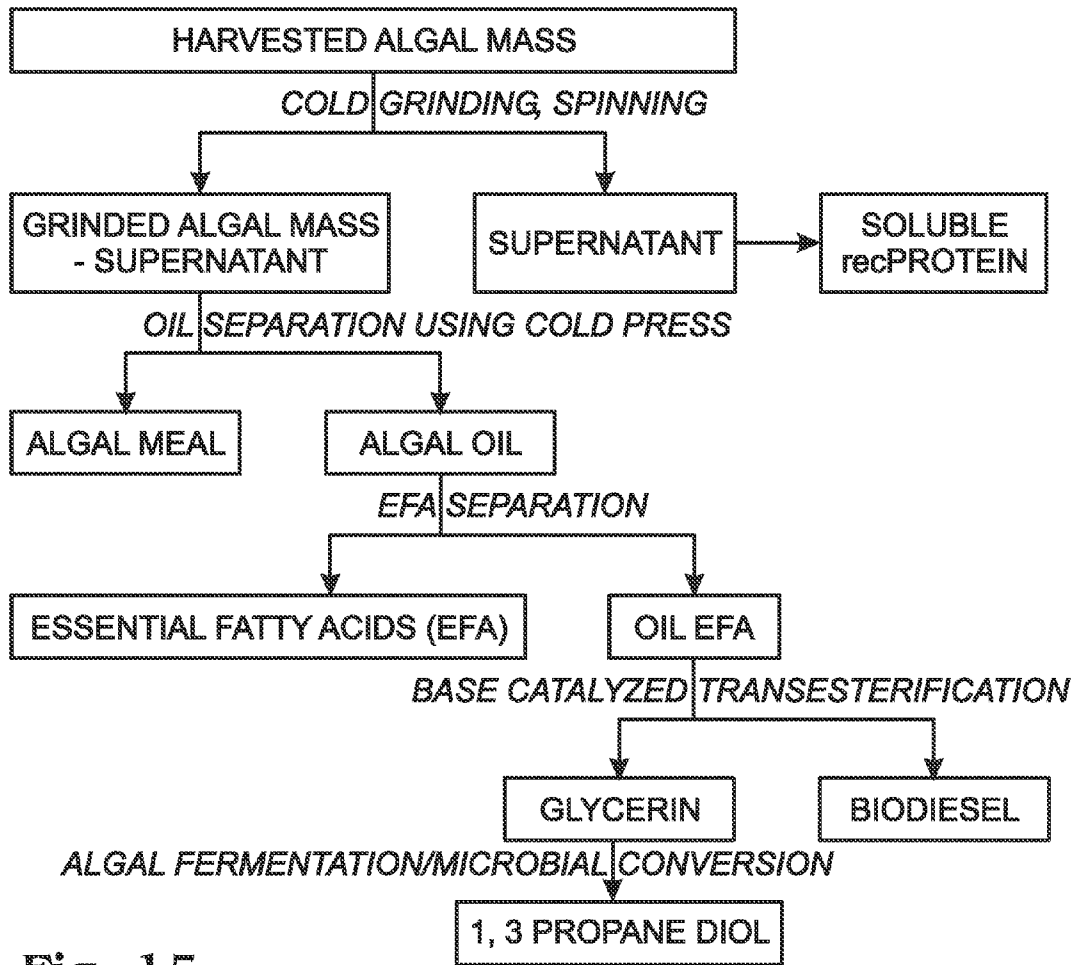 HARVESTED ALGAL MASS
COLD GRINDING, SPINNING
GRINDED ALGAL MASS
- SUPERNATANT
SUPERNATANT
SOLUBLE
recPROTEIN
OIL SEPARATION USING COLD PRESS
ALGAL MEAL
ALGAL OIL
EFA SEPARATION
ESSENTIAL FATTY ACIDS (EFA)
OIL EFA
BASE CATALYZED TRANSESTERIFICATION
GLYCERIN
BIODIESEL
ALGAL FERMENTATION/MICROBIAL CONVERSION
1, 3 PROPANE DIOL
Fig. 15